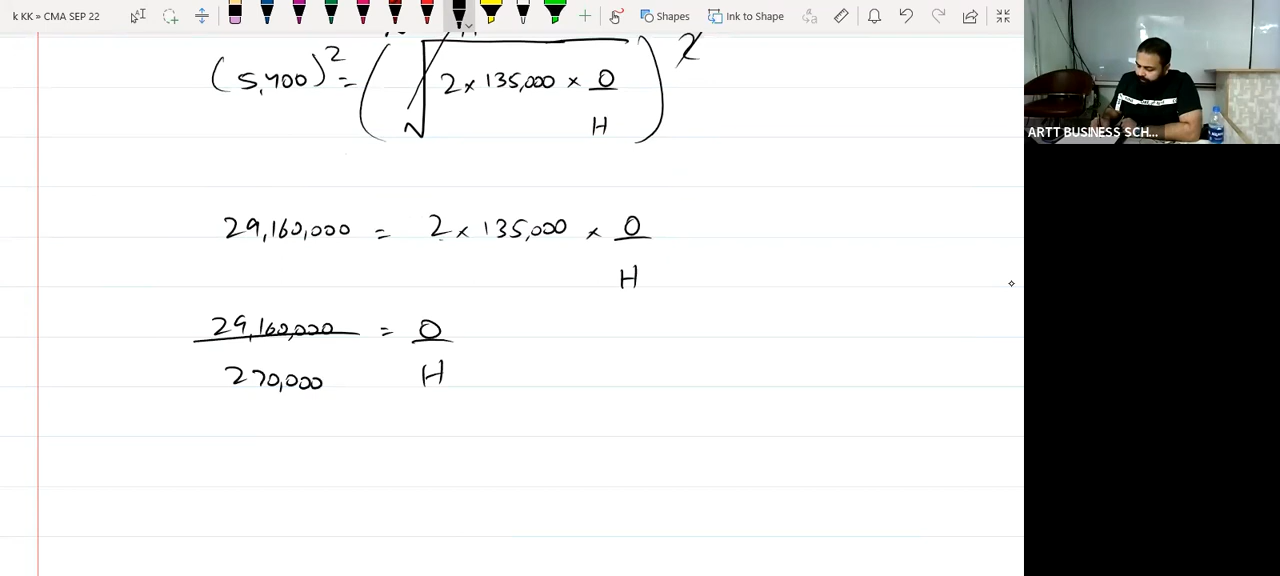 k KK » CMA SEP 22 Shapes Ink to Shape
(5,400)² = (√2 × 135,000 × O/H)²
29,160,000 = 2 × 135,000 × O/H
29,160,000/270,000 = O/H
ARTT BUSINESS SCH...